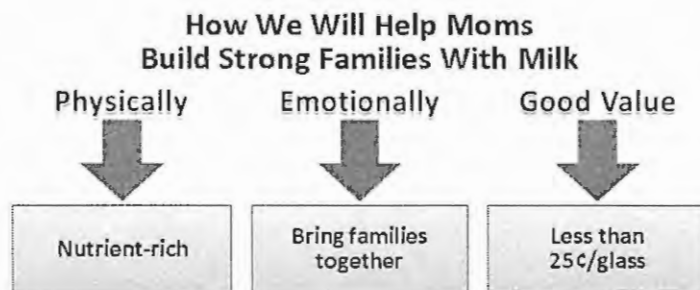 How We Will Help Moms
Build Strong Families With Milk
Physically
Emotionally
Good Value
Nutrient-rich
Bring families
together
Less than
25¢/glass